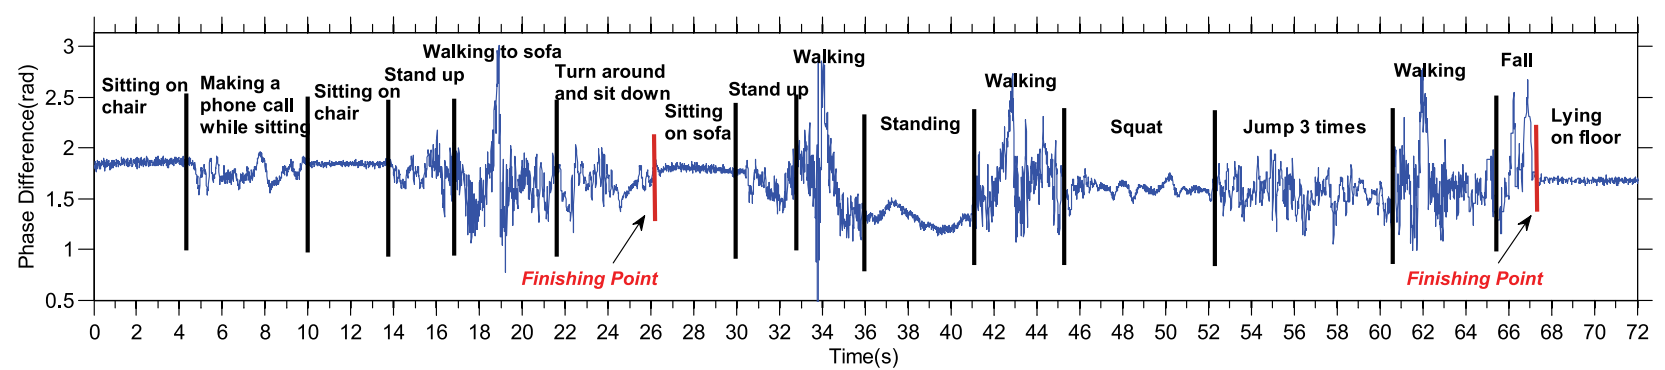 Phase Difference(rad)
3
2.5
2
1.5
1
0.5
Sitting on
chair
Making a
phone call
while sitting
Sitting on
chair
Stand up
Walking to sofa
Turn around
and sit down
Sitting
on sofa
Stand up
Walking
Standing
Walking
Squat
Jump 3 times
Walking
Fall
Lying
on floor
Finishing Point
Finishing Point
0 2 4 6 8 10 12 14 16 18 20 22 24 26 28 30 32 34 36 38 40 42 44 46 48 50 52 54 56 58 60 62 64 66 68 70 72
Time(s)